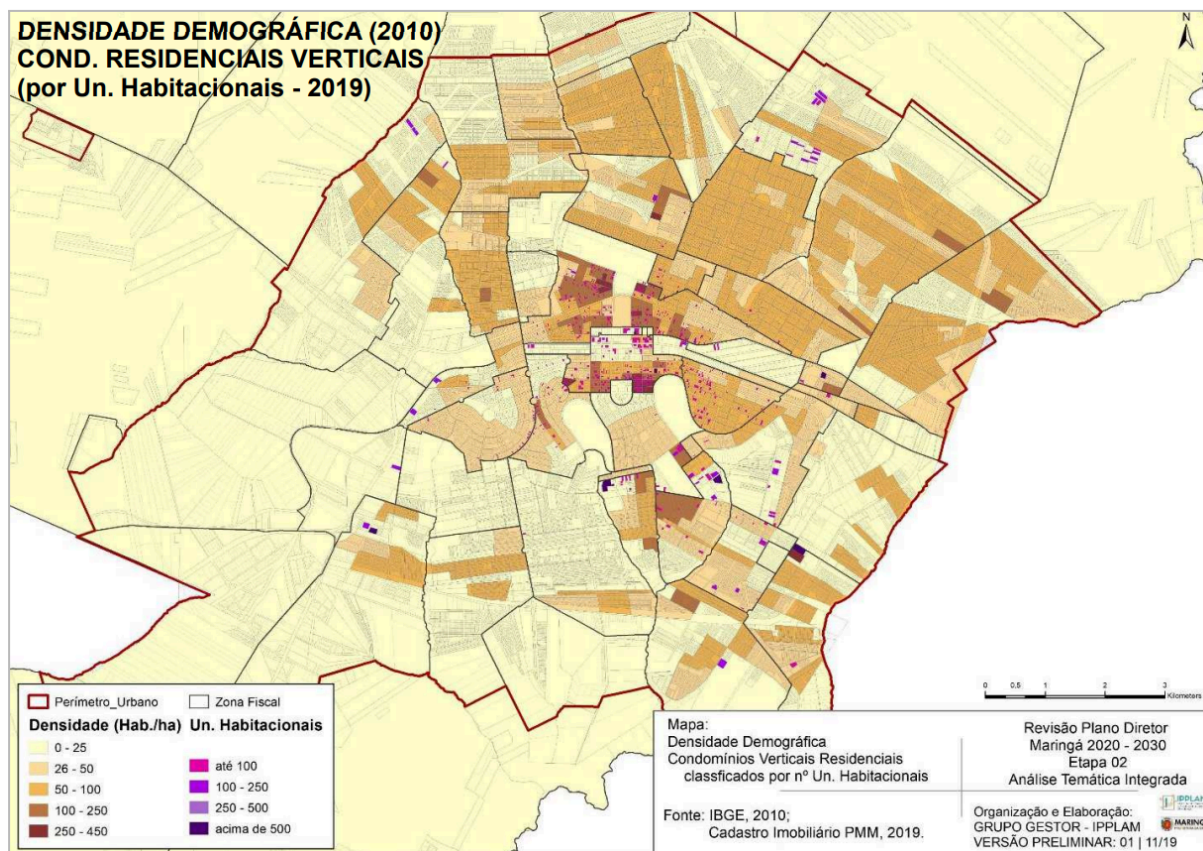 DENSIDADE DEMOGRÁFICA (2010)
COND. RESIDENCIAIS VERTICAIS
(por Un. Habitacionais - 2019)
N
Perímetro_Urbano
Zona Fiscal
Densidade (Hab./ha)
Un. Habitacionais
0 - 25
26 - 50
50 - 100
100 - 250
250 - 450
até 100
100 - 250
250 - 500
acima de 500
0 0.5 1 2 3
Kilometers
Mapa:
Densidade Demográfica
Condomínios Verticais Residenciais
classficados por nº Un. Habitacionais
Fonte: IBGE, 2010;
Cadastro Imobiliário PMM, 2019.
Revisão Plano Diretor
Maringá 2020 - 2030
Etapa 02
Análise Temática Integrada
Organização e Elaboração:
GRUPO GESTOR - IPPLAM
VERSÃO PRELIMINAR: 01 | 11/19
IPPLAM
MARINGÁ